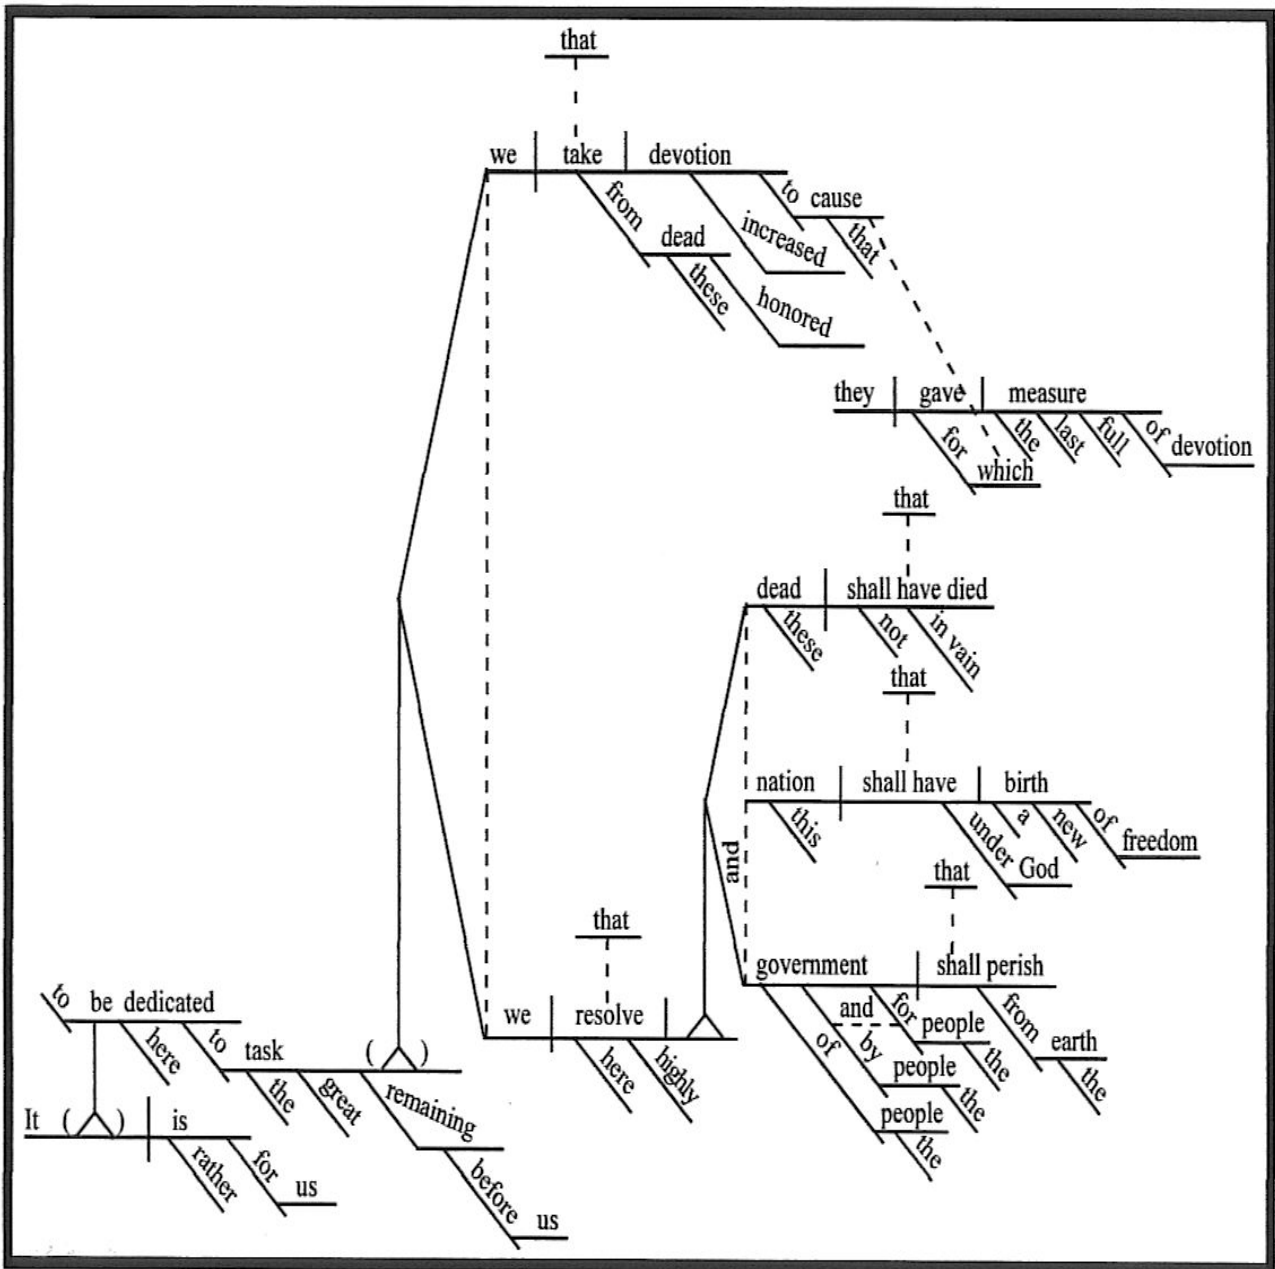 that
we take devotion
to cause
from
increased
that
dead
these
honored
they gave measure
for
the
last
full
of
devotion
which
that
dead shall have died
these
not
in vain
that
nation shall have birth
this
under
a
new
of
freedom
God
and
that
government shall perish
and
for
people
from
earth
of
by
people
the
the
people
the
the
that
we resolve
here
highly
to be dedicated
here
to
task
( )
the
great
remaining
It ( ) is
rather
for
us
before
us